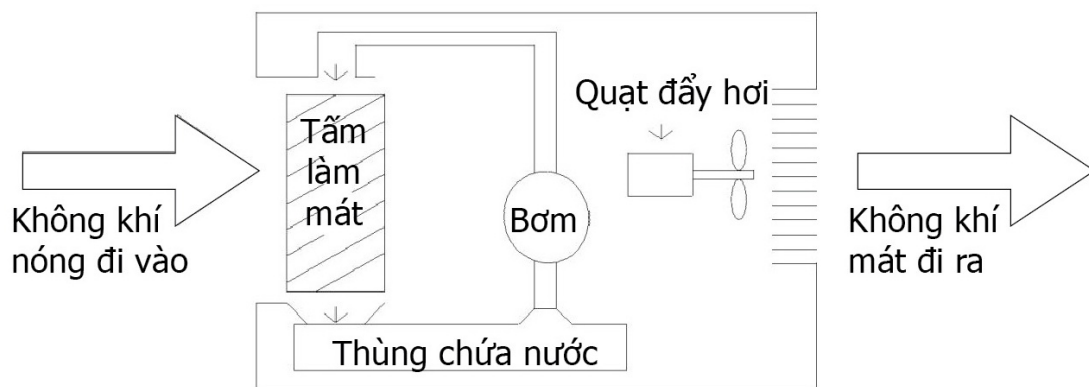 Không khí
nóng đi vào
Tấm
làm
mát
Bơm
Quạt đẩy hơi
Thùng chứa nước
Không khí
mát đi ra